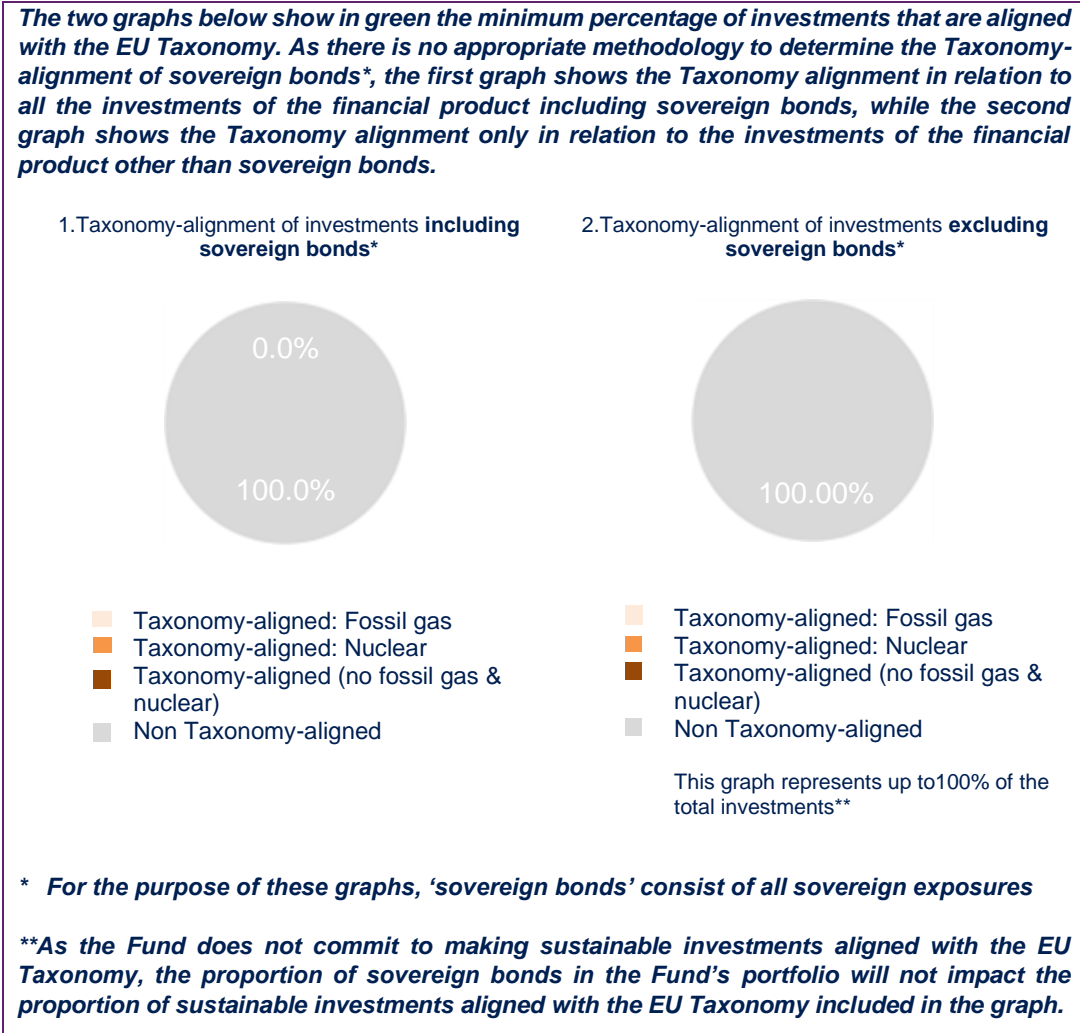 The two graphs below show in green the minimum percentage of investments that are aligned
with the EU Taxonomy. As there is no appropriate methodology to determine the Taxonomy-
alignment of sovereign bonds*, the first graph shows the Taxonomy alignment in relation to
all the investments of the financial product including sovereign bonds, while the second
graph shows the Taxonomy alignment only in relation to the investments of the financial
product other than sovereign bonds.
1.Taxonomy-alignment of investments including
sovereign bonds*
0.0%
100.0%
Taxonomy-aligned: Fossil gas
Taxonomy-aligned: Nuclear
Taxonomy-aligned (no fossil gas &
nuclear)
Non Taxonomy-aligned
2.Taxonomy-alignment of investments excluding
sovereign bonds*
100.00%
Taxonomy-aligned: Fossil gas
Taxonomy-aligned: Nuclear
Taxonomy-aligned (no fossil gas &
nuclear)
Non Taxonomy-aligned
This graph represents up to100% of the
total investments**
* For the purpose of these graphs, ‘sovereign bonds’ consist of all sovereign exposures
**As the Fund does not commit to making sustainable investments aligned with the EU
Taxonomy, the proportion of sovereign bonds in the Fund’s portfolio will not impact the
proportion of sustainable investments aligned with the EU Taxonomy included in the graph.